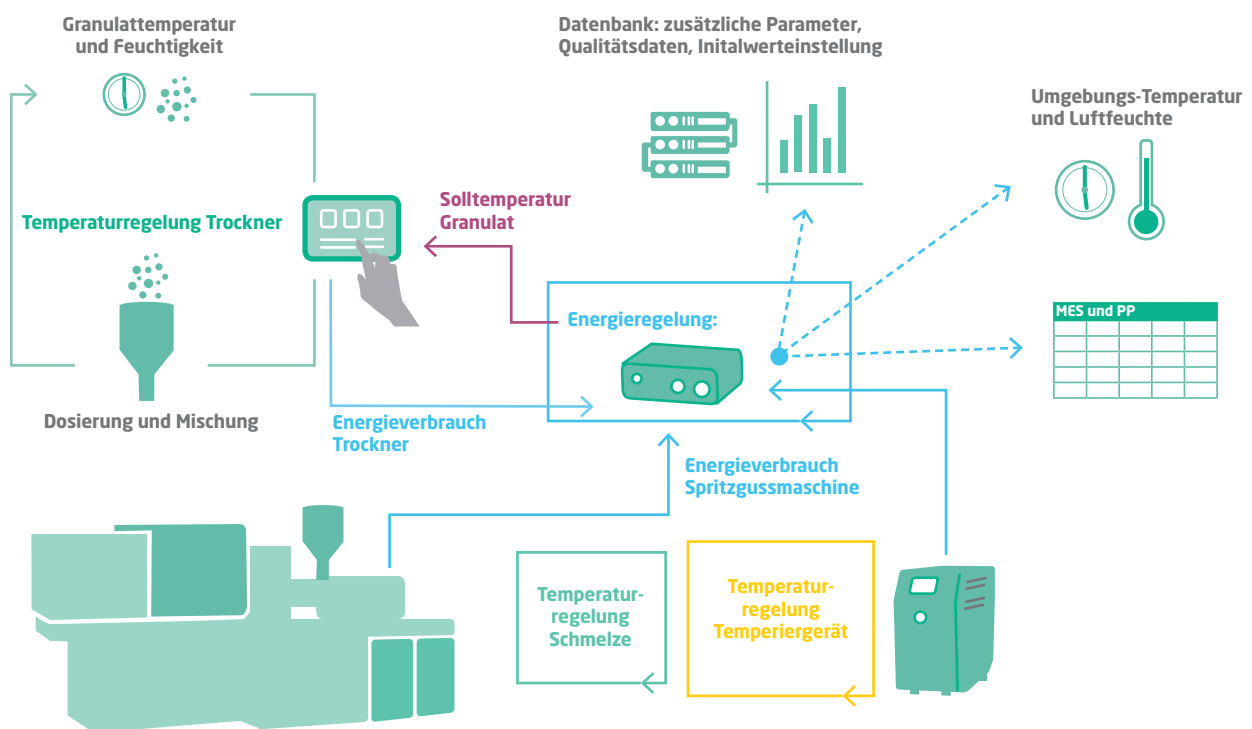 Granulattemperatur
und Feuchtigkeit
Datenbank: zusätzliche Parameter,
Qualitätsdaten, Initalwerteinstellung
Umgebungs-Temperatur
und Luftfeuchte
Temperaturregelung Trockner
Solltemperatur
Granulat
Energieregelung:
MES und PP
Dosierung und Mischung
Energieverbrauch
Trockner
Energieverbrauch
Spritzgussmaschine
Temperatur-
regelung
Schmelze
Temperatur-
regelung
Temperiergerät